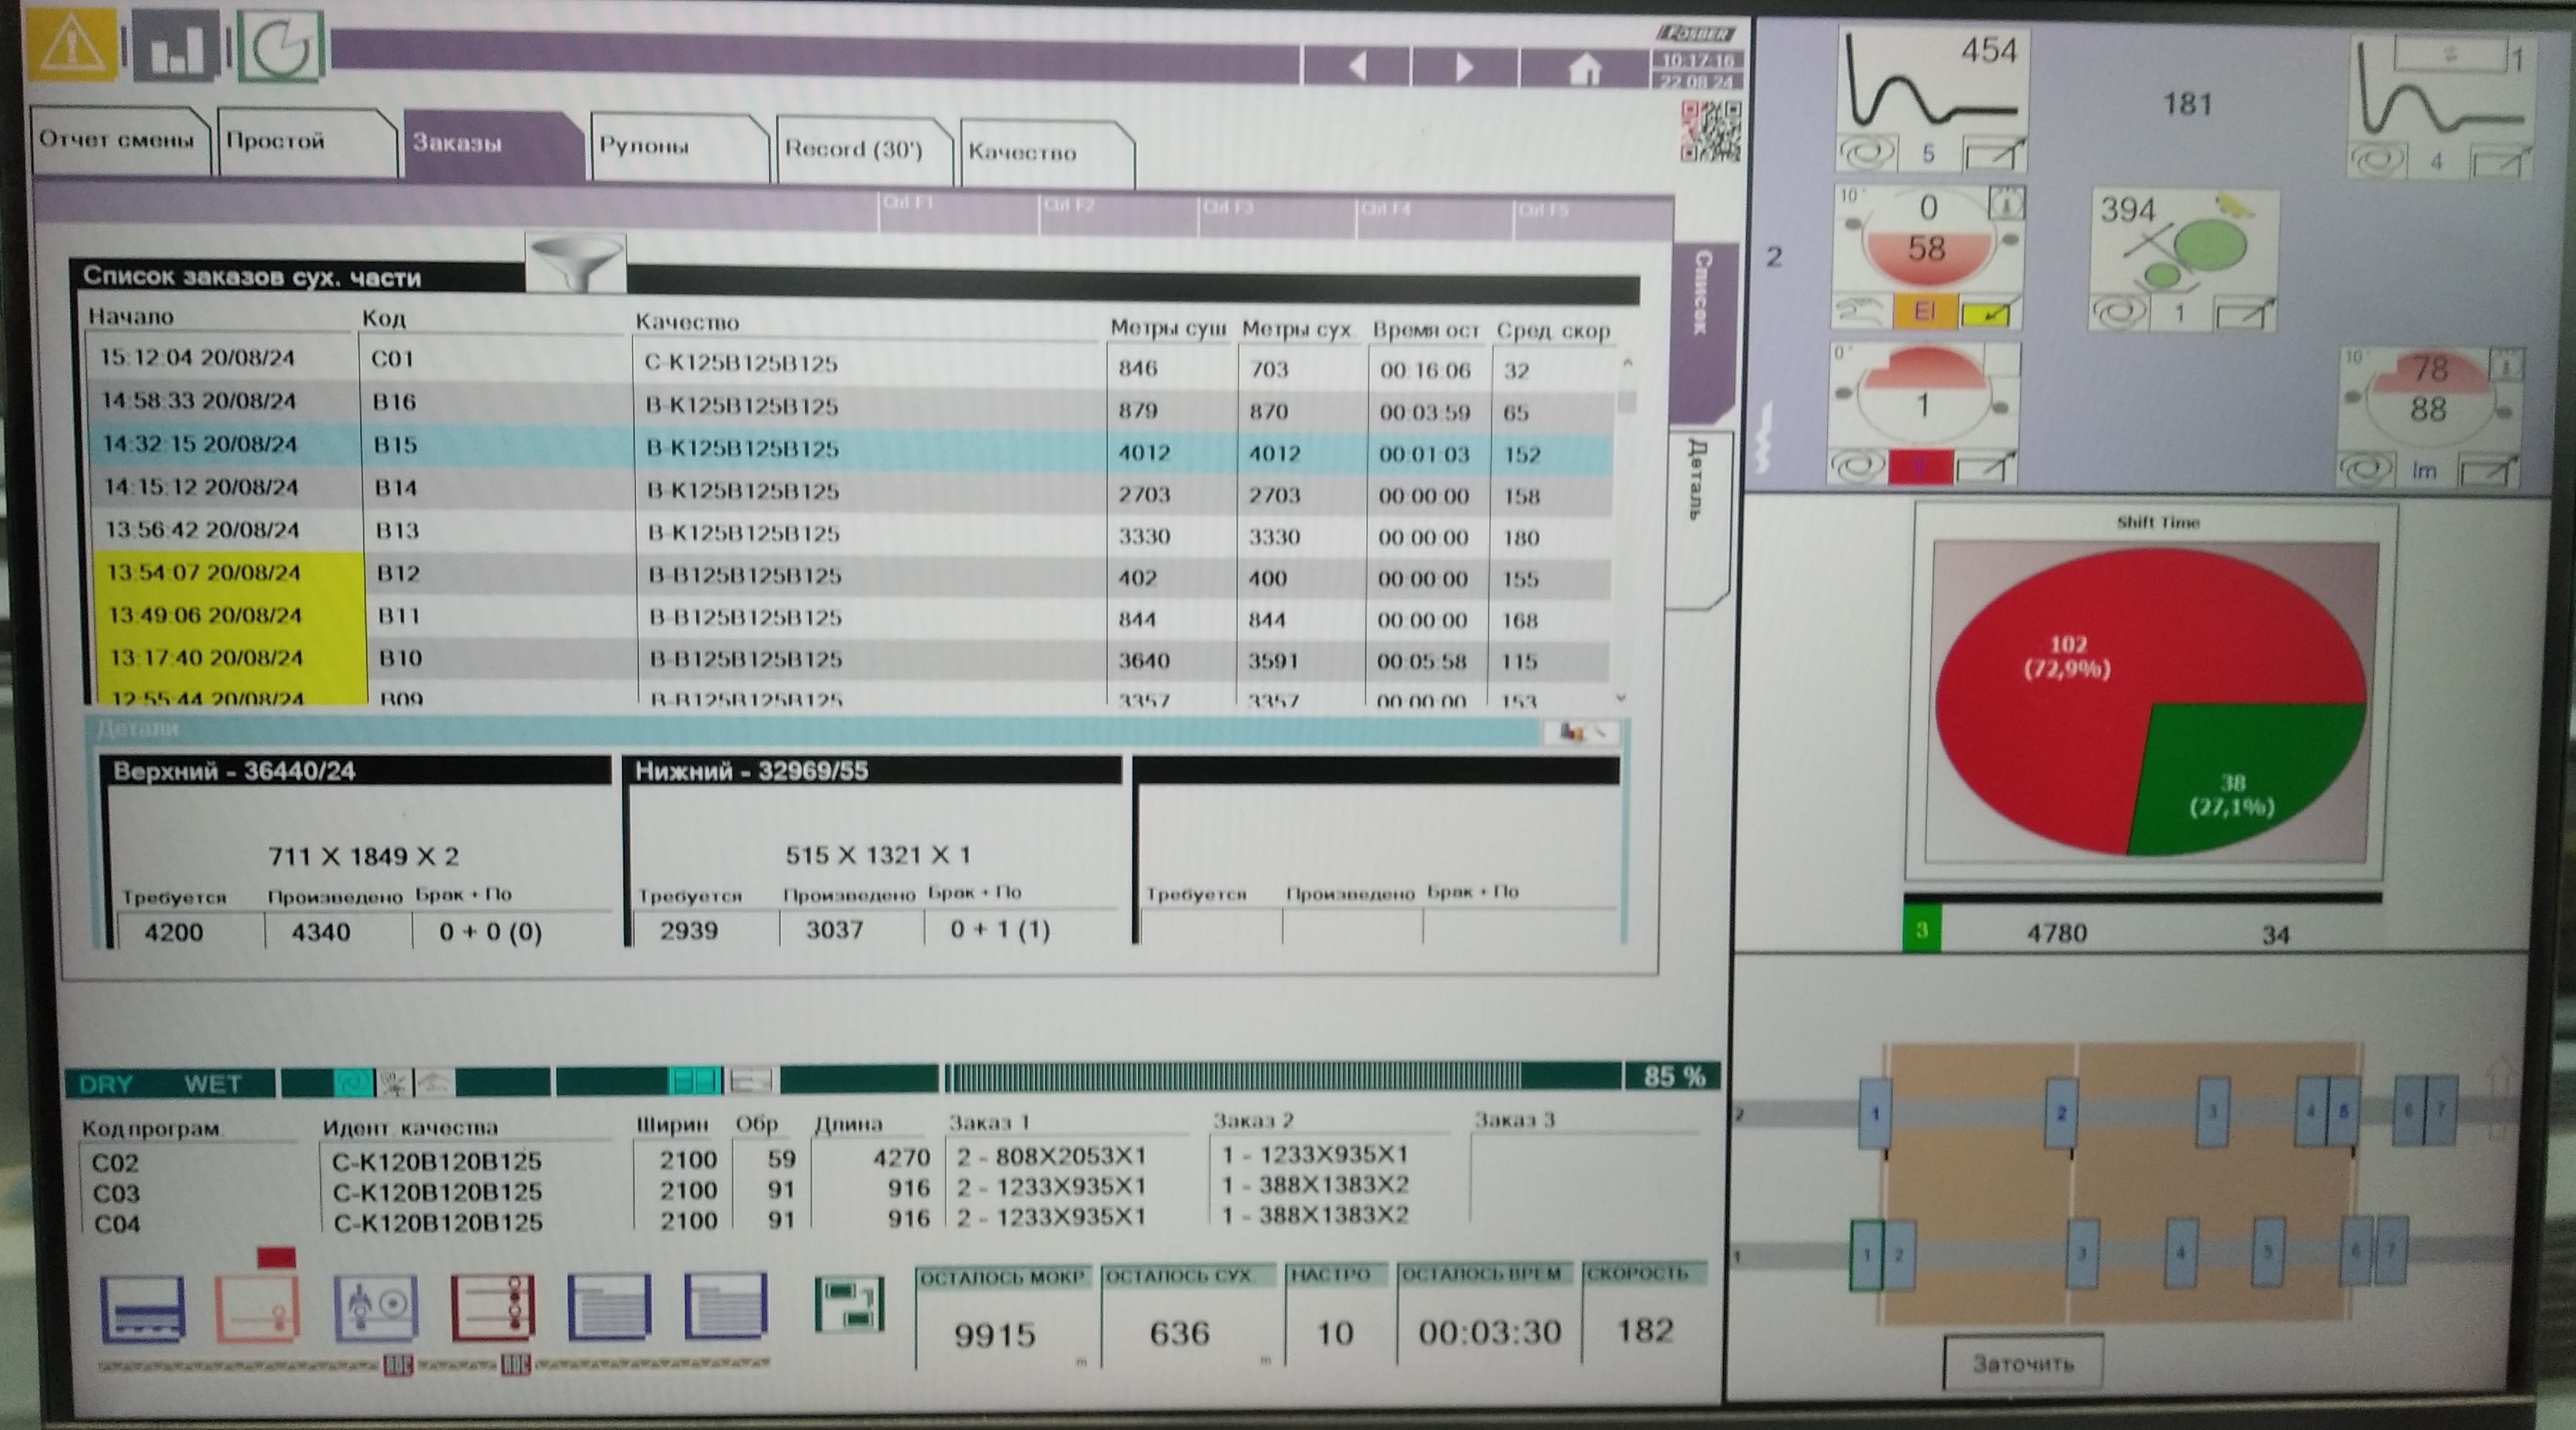 FOSBER
10:17:16
22.08.24
Отчет смены Простой Заказы Рулоны Record (30') Качество
Ctrl F1 Ctrl F2 Ctrl F3 Ctrl F4 Ctrl F5
Список заказов сух. части
Начало Код Качество Метры суш Метры сух. Время ост Сред. скор
15:12:04 20/08/24 C01 C-K125B125B125 846 703 00:16:06 32
14:58:33 20/08/24 B16 B-K125B125B125 879 870 00:03:59 65
14:32:15 20/08/24 B15 B-K125B125B125 4012 4012 00:01:03 152
14:15:12 20/08/24 B14 B-K125B125B125 2703 2703 00:00:00 158
13:56:42 20/08/24 B13 B-K125B125B125 3330 3330 00:00:00 180
13:54:07 20/08/24 B12 B-B125B125B125 402 400 00:00:00 155
13:49:06 20/08/24 B11 B-B125B125B125 844 844 00:00:00 168
13:17:40 20/08/24 B10 B-B125B125B125 3640 3591 00:05:58 115
12:55:44 20/08/24 B09 B-B125B125B125 3357 3357 00:00:00 153
Список
Деталь
Детали
Верхний - 36440/24 Нижний - 32969/55
711 X 1849 X 2 515 X 1321 X 1
Требуется Произведено Брак + По Требуется Произведено Брак + По Требуется Произведено Брак + По
4200 4340 0 + 0 (0) 2939 3037 0 + 1 (1)
DRY WET 85 %
Код програм. Идент. качества Ширин Обр Длина Заказ 1 Заказ 2 Заказ 3
C02 C-K120B120B125 2100 59 4270 2 - 808X2053X1 1 - 1233X935X1
C03 C-K120B120B125 2100 91 916 2 - 1233X935X1 1 - 388X1383X2
C04 C-K120B120B125 2100 91 916 2 - 1233X935X1 1 - 388X1383X2
ОСТАЛОСЬ МОКР ОСТАЛОСЬ СУХ. НАСТРО ОСТАЛОСЬ ВРЕМ СКОРОСТЬ
9915 m 636 m 10 00:03:30 182
454 181 1
5 4
10° 0 394
2 58
El 1
0° 1 10° 78
88
Im
Shift Time
102
(72,9%)
38
(27,1%)
3 4780 34
2 1 2 3 4 5 6 7
1 1 2 3 4 5 6 7
Заточить